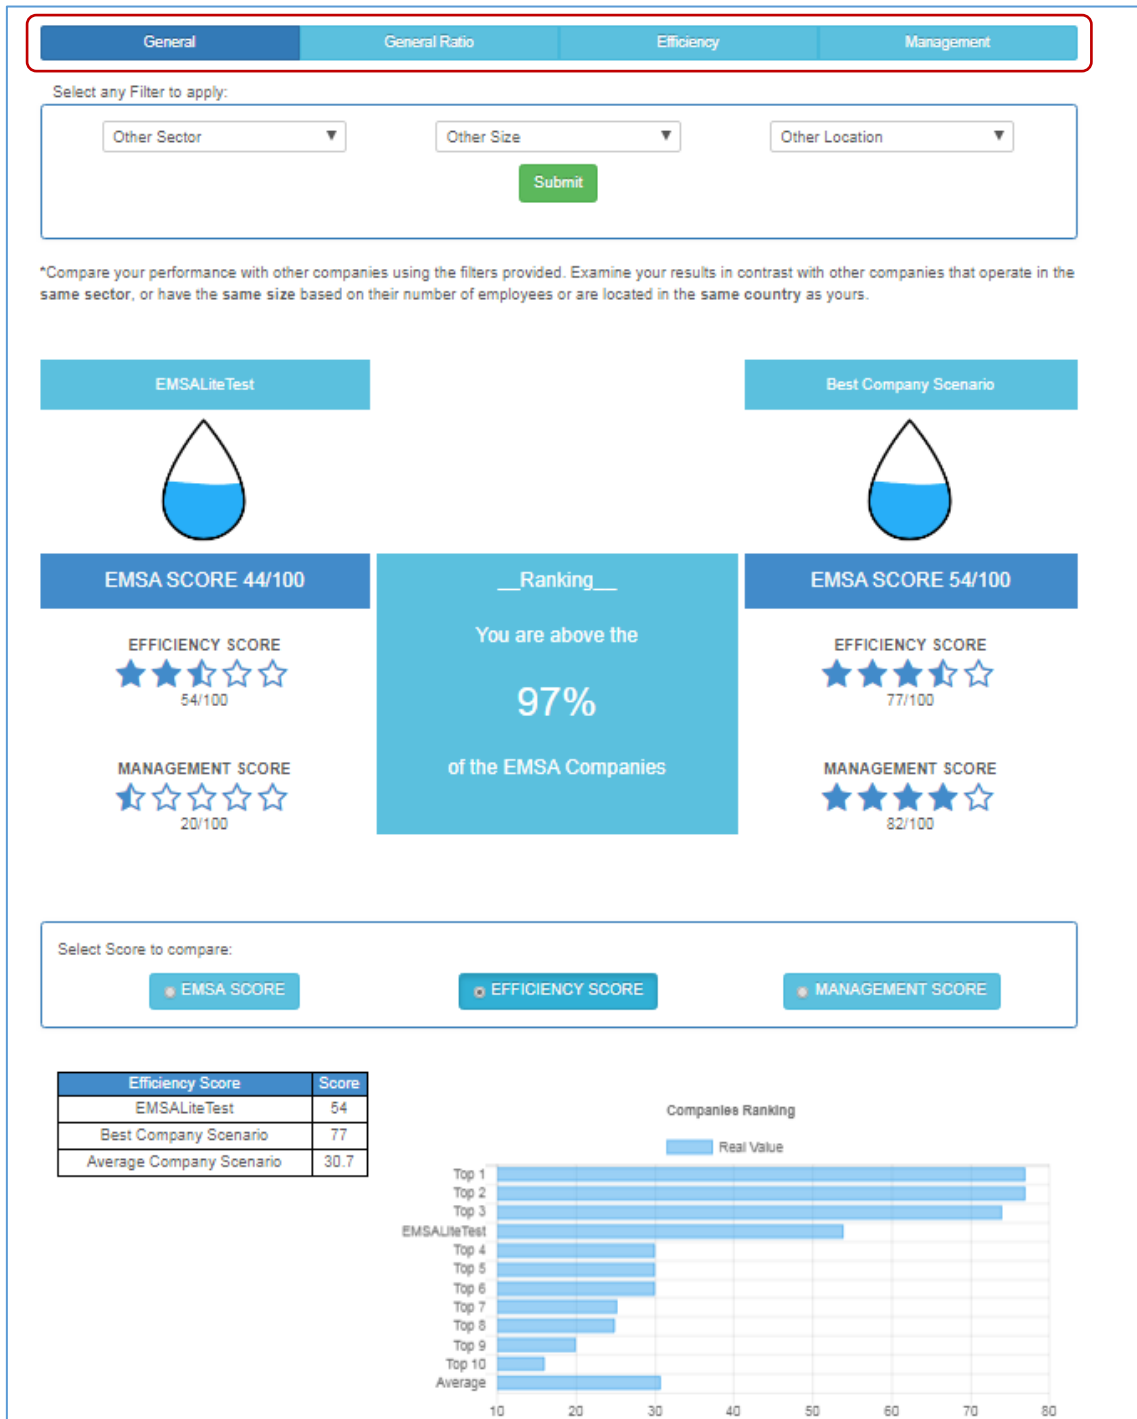 General General Ratio Efficiency Management
Select any Filter to apply:
Other Sector Other Size Other Location
Submit
*Compare your performance with other companies using the filters provided. Examine your results in contrast with other companies that operate in the
same sector, or have the same size based on their number of employees or are located in the same country as yours.
EMSALiteTest
Best Company Scenario
EMSA SCORE 44/100
EFFICIENCY SCORE
54/100
MANAGEMENT SCORE
20/100
__Ranking__
You are above the
97%
of the EMSA Companies
EMSA SCORE 54/100
EFFICIENCY SCORE
77/100
MANAGEMENT SCORE
82/100
Select Score to compare:
EMSA SCORE EFFICIENCY SCORE MANAGEMENT SCORE
Efficiency Score Score
EMSALiteTest 54
Best Company Scenario 77
Average Company Scenario 30.7
Companies Ranking
Real Value
Top 1
Top 2
Top 3
EMSALiteTest
Top 4
Top 5
Top 6
Top 7
Top 8
Top 9
Top 10
Average
10 20 30 40 50 60 70 80